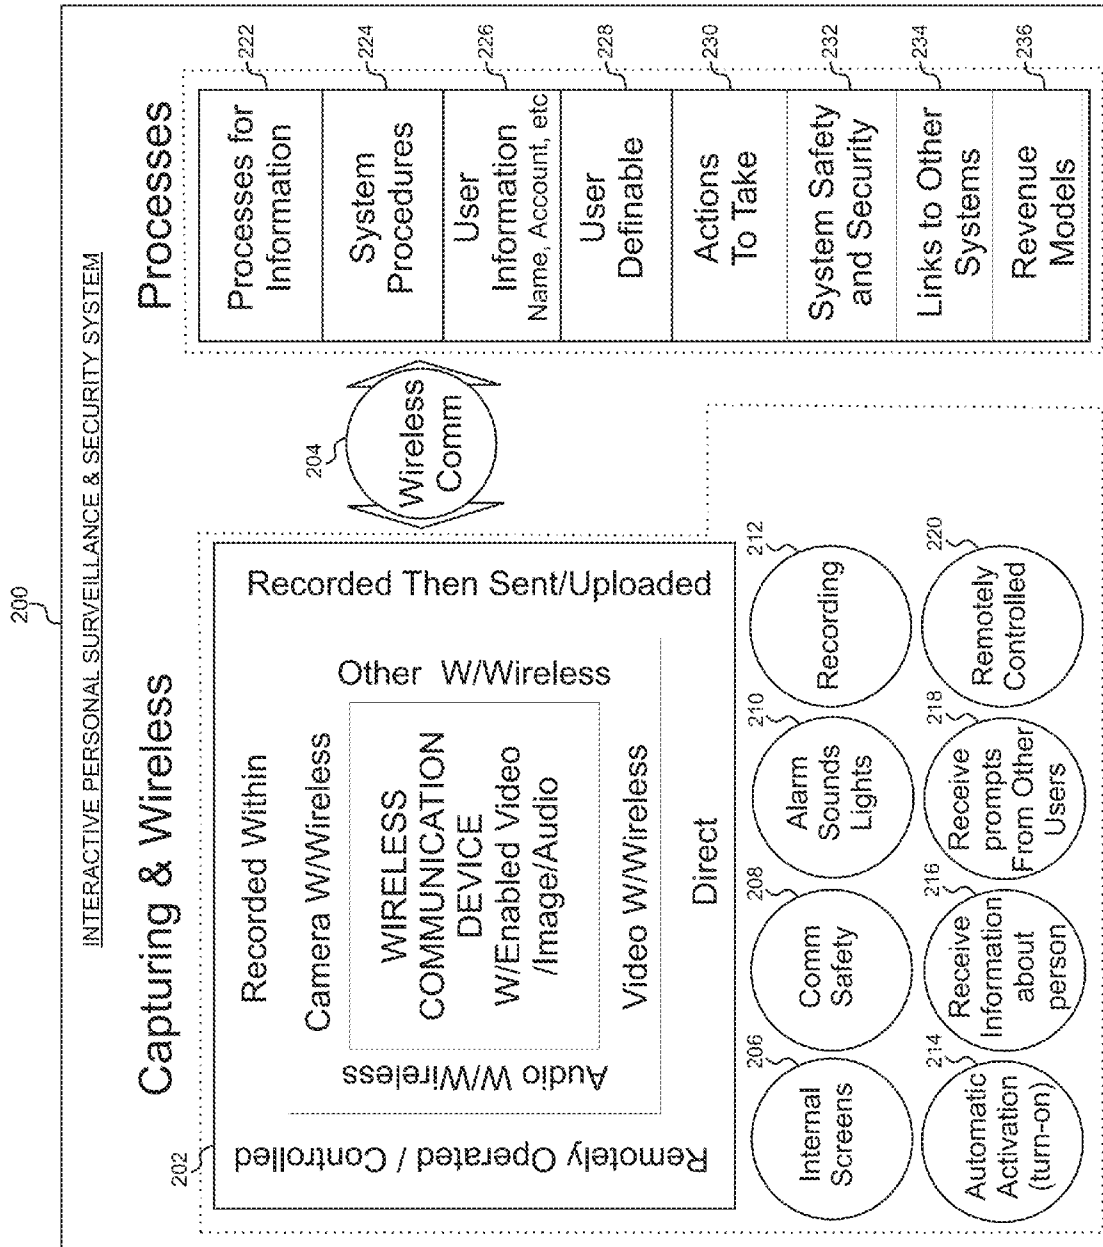 200
INTERACTIVE PERSONAL SURVEILLANCE & SECURITY SYSTEM
Capturing & Wireless
202
Recorded Within
Camera W/Wireless
WIRELESS
COMMUNICATION
DEVICE
W/Enabled Video
/Image/Audio
Video W/Wireless
Direct
Remotely Operated / Controlled
Audio W/Wireless
Other W/Wireless
Recorded Then Sent/Uploaded
204
Wireless
Comm
206
Internal
Screens
208
Comm
Safety
210
Alarm
Sounds
Lights
212
Recording
214
Automatic
Activation
(turn-on)
216
Receive
Information
about
person
218
Receive
prompts
From Other
Users
220
Remotely
Controlled
Processes
Processes for
Information
222
System
Procedures
224
User
Information
Name, Account, etc
226
User
Definable
228
Actions
To Take
230
System Safety
and Security
232
Links to Other
Systems
234
Revenue
Models
236